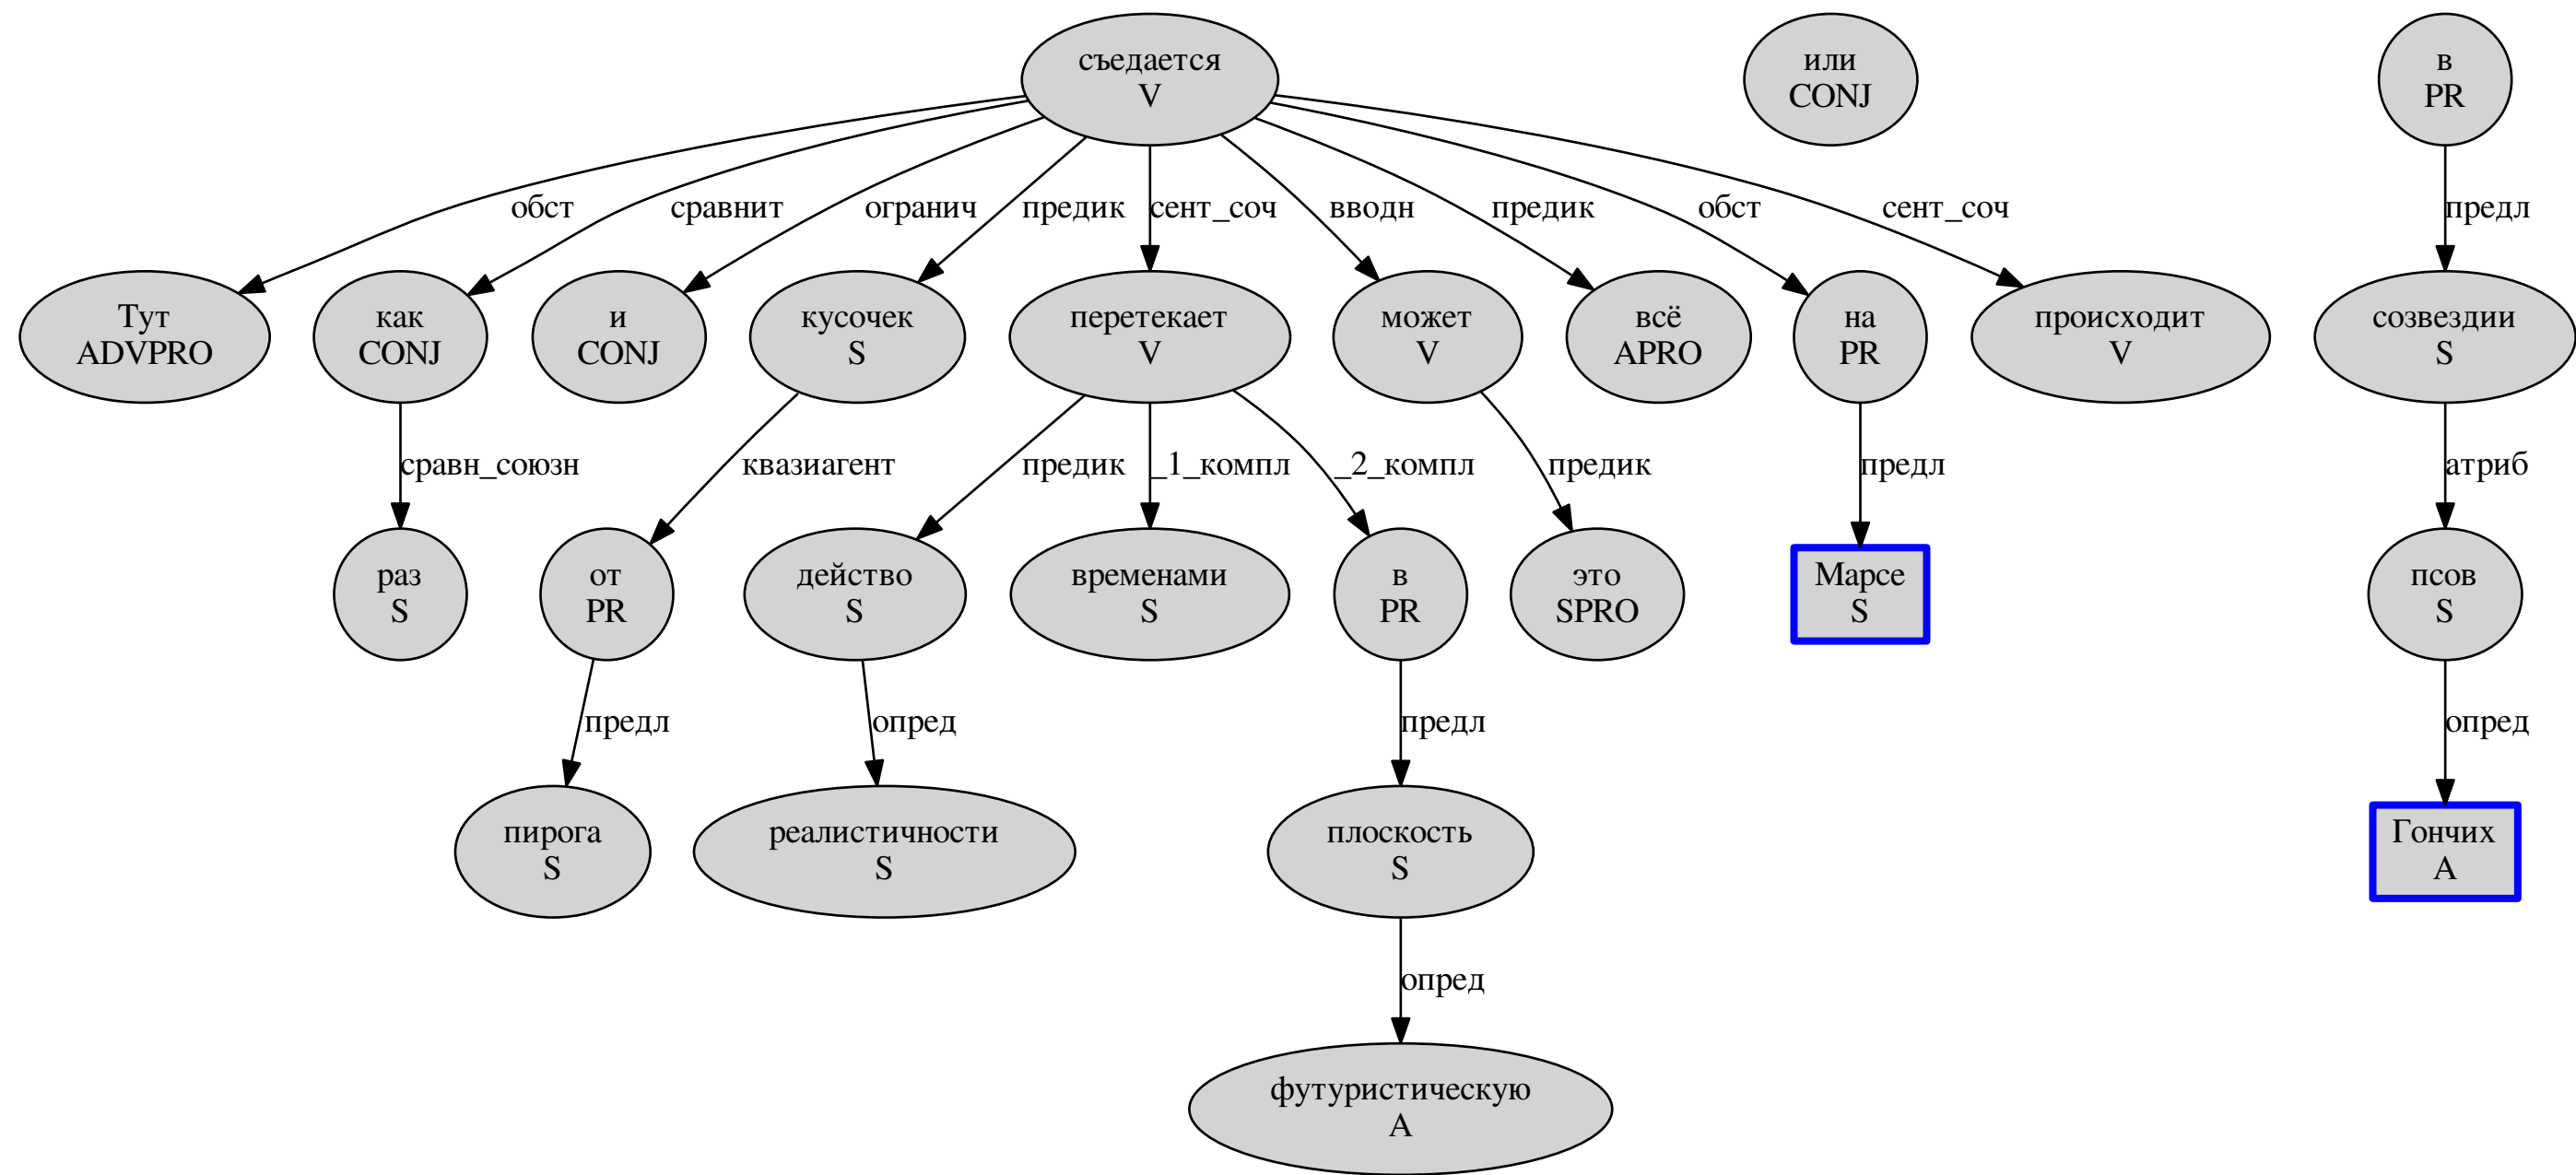 съедается
V
или
CONJ
в
PR
обст
сравнит
огранич
предик
сент_соч
вводн
предик
обст
сент_соч
предл
Тут
ADVPRO
как
CONJ
и
CONJ
кусочек
S
перетекает
V
может
V
всё
APRO
на
PR
происходит
V
созвездии
S
сравн_союзн
квазиагент
предик
_1_компл
_2_компл
предик
предл
атриб
раз
S
от
PR
действо
S
временами
S
в
PR
это
SPRO
Марсе
S
псов
S
предл
опред
предл
опред
пирога
S
реалистичности
S
плоскость
S
Гончих
A
опред
футуристическую
A